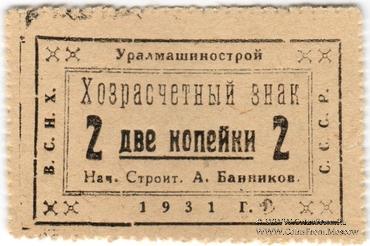 Уралмашинострой
В. С. Н. Х.
Хозрасчетный знак
2 две копейки 2
Нач. Строит. А. Банников.
С. С. С. Р.
1931 г.